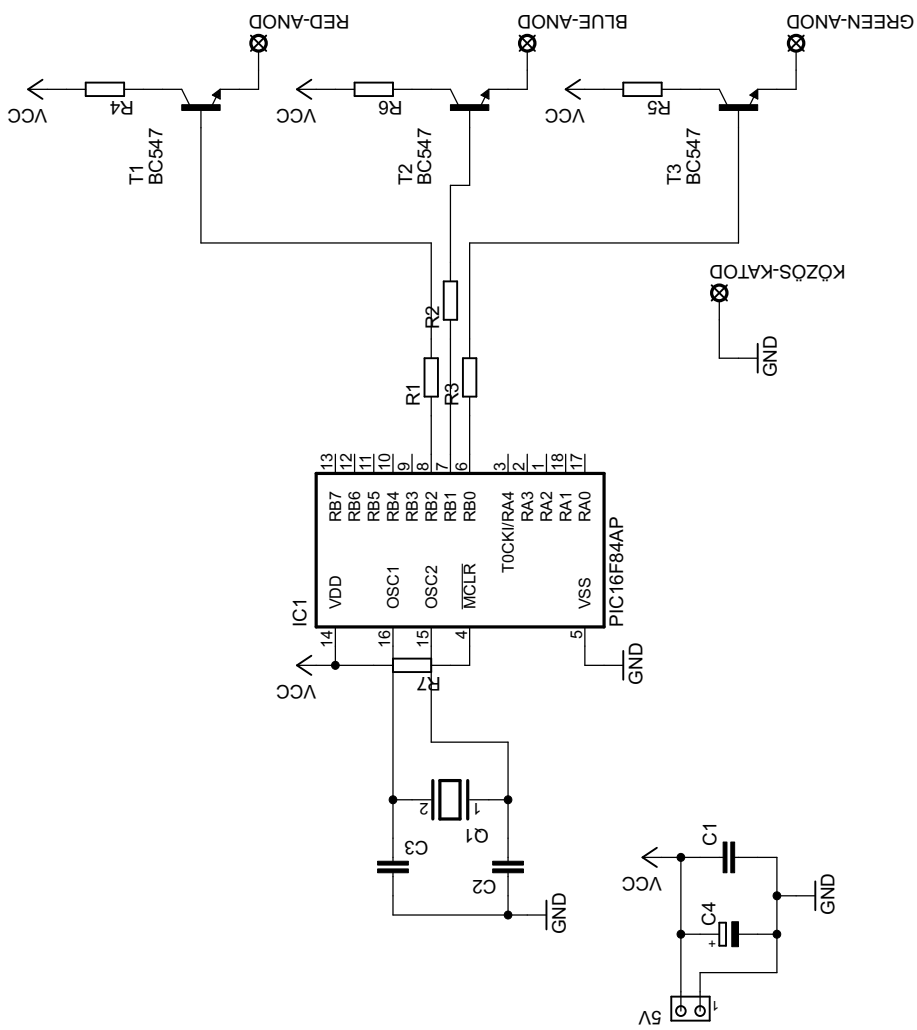 RED-ANOD
BLUE-ANOD
GREEN-ANOD
VCC
R4
VCC
R6
VCC
R5
T1
BC547
T2
BC547
T3
BC547
KÖZÖS-KATOD
GND
R1
R2
R3
IC1
PIC16F84AP
VDD
OSC1
OSC2
MCLR
VSS
RB7
RB6
RB5
RB4
RB3
RB2
RB1
RB0
T0CKI/RA4
RA3
RA2
RA1
RA0
13
12
11
10
9
8
7
6
3
2
1
18
17
14
16
15
4
5
VCC
R7
GND
2
1
Q1
C3
C2
GND
VCC
C1
C4
+
GND
5V
1